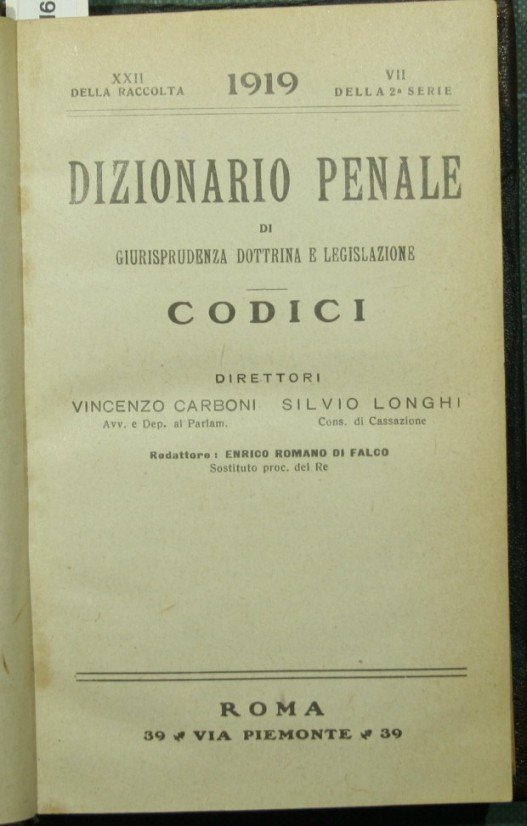 16
XXII
DELLA RACCOLTA
1919
VII
DELLA 2ª SERIE
DIZIONARIO PENALE
DI
GIURISPRUDENZA DOTTRINA E LEGISLAZIONE
CODICI
DIRETTORI
VINCENZO CARBONI SILVIO LONGHI
Avv. e Dep. al Parlam. Cons. di Cassazione
Redattore: ENRICO ROMANO DI FALCO
Sostituto proc. del Re
ROMA
39 VIA PIEMONTE 39